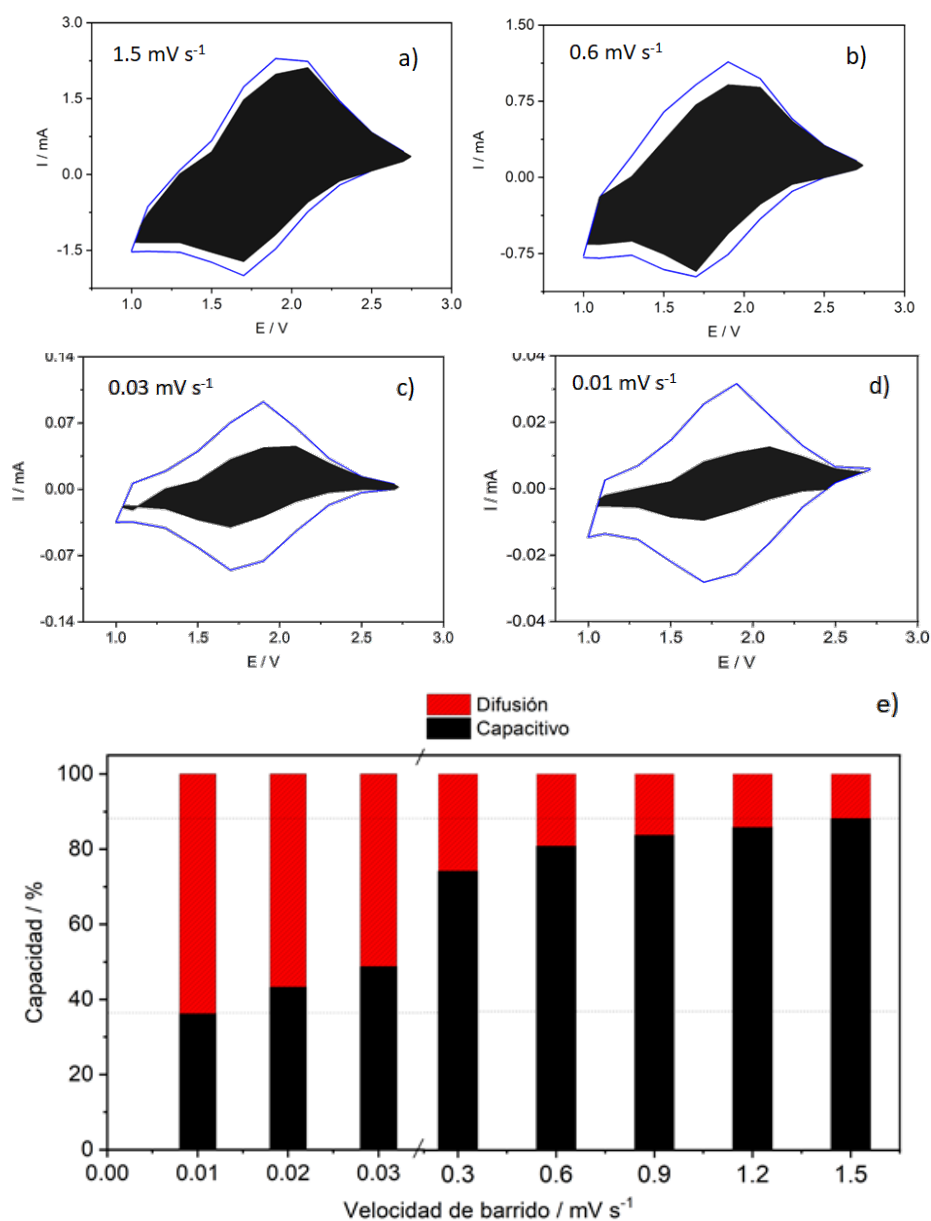 1.5 mV s⁻¹
a)
3.0
1.5
0.0
-1.5
I / mA
1.0
1.5
2.0
2.5
3.0
E / V
0.6 mV s⁻¹
b)
1.50
0.75
0.00
-0.75
I / mA
1.0
1.5
2.0
2.5
3.0
E / V
0.03 mV s⁻¹
c)
0.14
0.07
0.00
-0.07
-0.14
I / mA
1.0
1.5
2.0
2.5
3.0
E / V
0.01 mV s⁻¹
d)
0.04
0.02
0.00
-0.02
-0.04
I / mA
1.0
1.5
2.0
2.5
3.0
E / V
Difusión
Capacitivo
e)
100
80
60
40
20
0
Capacidad / %
0.00
0.01
0.02
0.03
0.3
0.6
0.9
1.2
1.5
Velocidad de barrido / mV s⁻¹